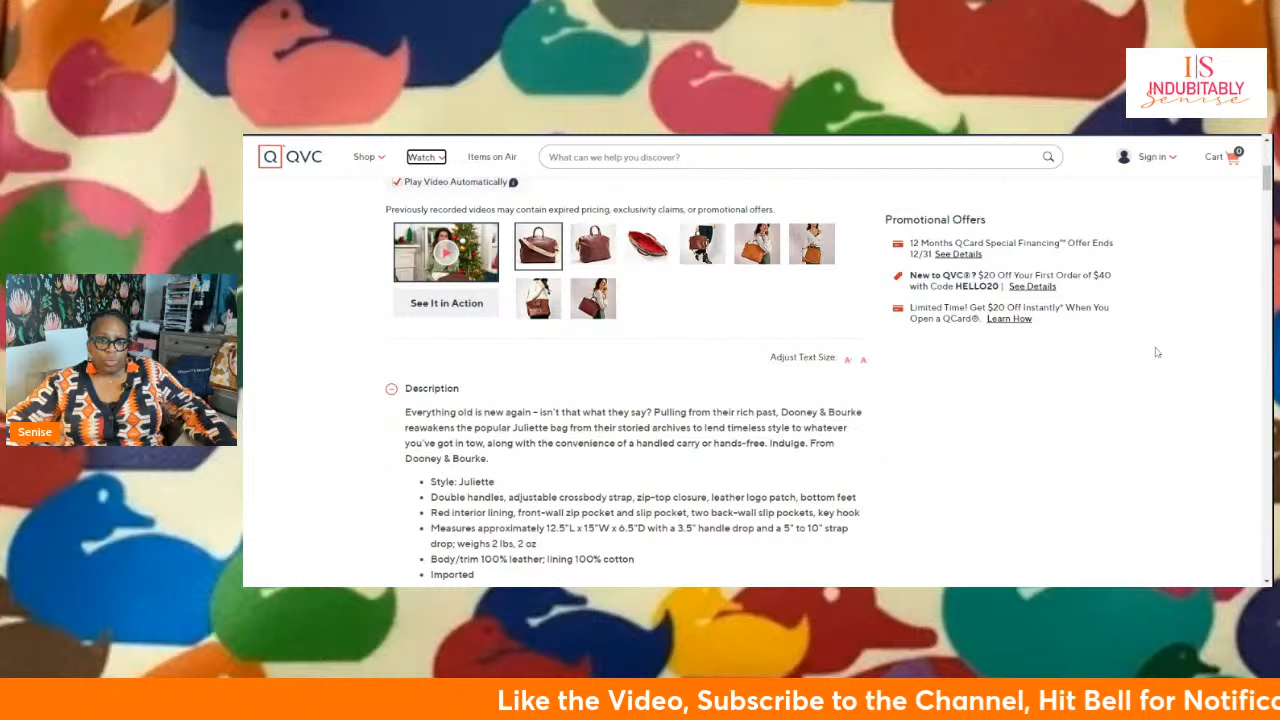 I|S
INDUBITABLY
Senise
Q QVC
Shop
Watch
Items on Air
What can we help you discover?
Sign in
Cart
0
Play Video Automatically
Previously recorded videos may contain expired pricing, exclusivity claims, or promotional offers.
See It in Action
Promotional Offers
12 Months QCard Special Financing™ Offer Ends
12/31 See Details
New to QVC®? $20 Off Your First Order of $40
with Code HELLO20 | See Details
Limited Time! Get $20 Off Instantly* When You
Open a QCard®. Learn How
Adjust Text Size:
A
A
Description
Everything old is new again – isn't that what they say? Pulling from their rich past, Dooney & Bourke
reawakens the popular Juliette bag from their storied archives to lend timeless style to whatever
you've got in tow, along with the convenience of a handled carry or hands-free. Indulge. From
Dooney & Bourke.
• Style: Juliette
• Double handles, adjustable crossbody strap, zip-top closure, leather logo patch, bottom feet
• Red interior lining, front-wall zip pocket and slip pocket, two back-wall slip pockets, key hook
• Measures approximately 12.5"L x 15"W x 6.5"D with a 3.5" handle drop and a 5" to 10" strap
drop; weighs 2 lbs, 2 oz
• Body/trim 100% leather; lining 100% cotton
• Imported
Senise
Like the Video, Subscribe to the Channel, Hit Bell for Notific